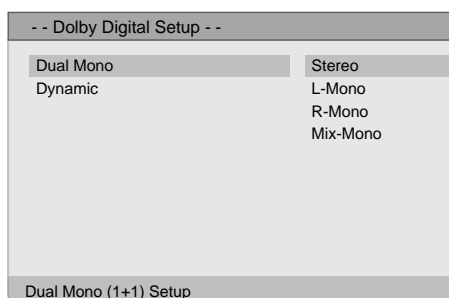 - - Dolby Digital Setup - -
Dual Mono Stereo
Dynamic L-Mono
R-Mono
Mix-Mono
Dual Mono (1+1) Setup